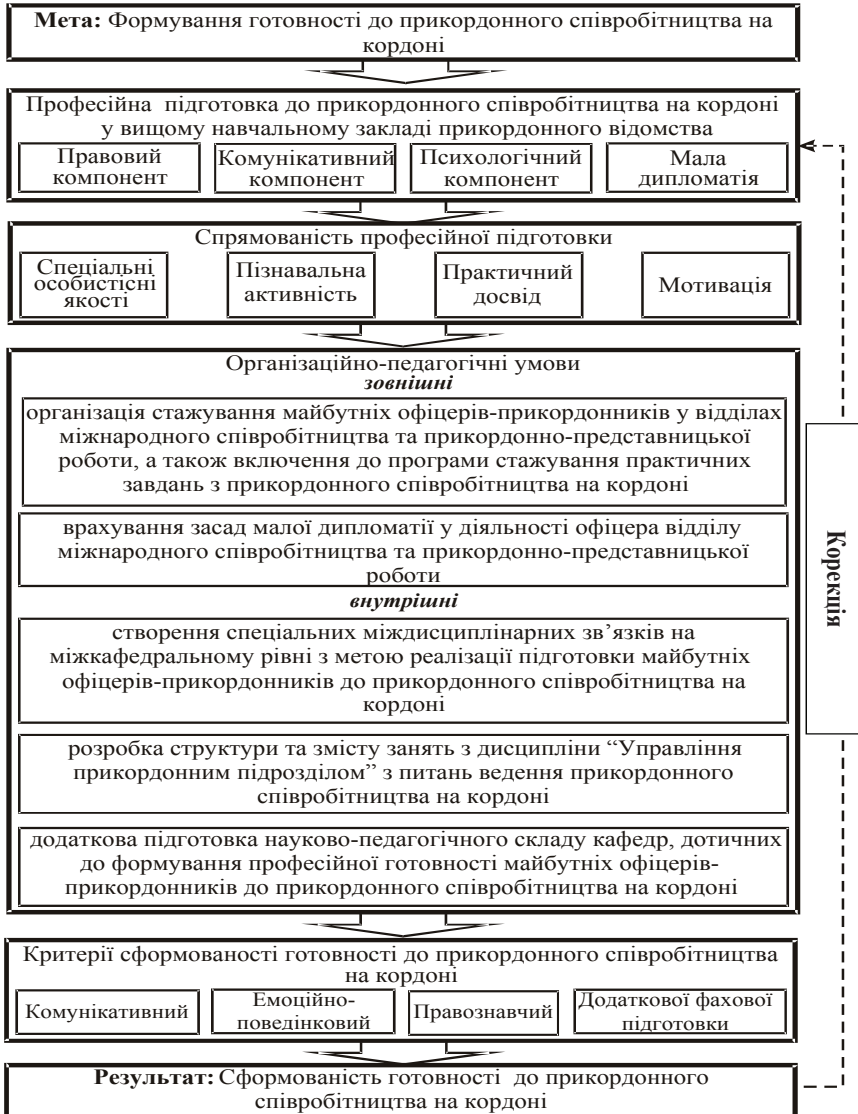 Мета: Формування готовності до прикордонного співробітництва на
кордоні
Професійна підготовка до прикордонного співробітництва на кордоні
у вищому навчальному закладі прикордонного відомства
Правовий
компонент
Комунікативний
компонент
Психологічний
компонент
Мала
дипломатія
Спрямованість професійної підготовки
Спеціальні
особистісні
якості
Пізнавальна
активність
Практичний
досвід
Мотивація
Організаційно-педагогічні умови
зовнішні
організація стажування майбутніх офіцерів-прикордонників у відділах
міжнародного співробітництва та прикордонно-представницької
роботи, а також включення до програми стажування практичних
завдань з прикордонного співробітництва на кордоні
врахування засад малої дипломатії у діяльності офіцера відділу
міжнародного співробітництва та прикордонно-представницької
роботи
внутрішні
створення спеціальних міждисциплінарних зв’язків на
міжкафедральному рівні з метою реалізації підготовки майбутніх
офіцерів-прикордонників до прикордонного співробітництва на
кордоні
розробка структури та змісту занять з дисципліни “Управління
прикордонним підрозділом” з питань ведення прикордонного
співробітництва на кордоні
додаткова підготовка науково-педагогічного складу кафедр, дотичних
до формування професійної готовності майбутніх офіцерів-
прикордонників до прикордонного співробітництва на кордоні
Корекція
Критерії сформованості готовності до прикордонного співробітництва
на кордоні
Комунікативний
Емоційно-
поведінковий
Правознавчий
Додаткової фахової
підготовки
Результат: Сформованість готовності до прикордонного
співробітництва на кордоні